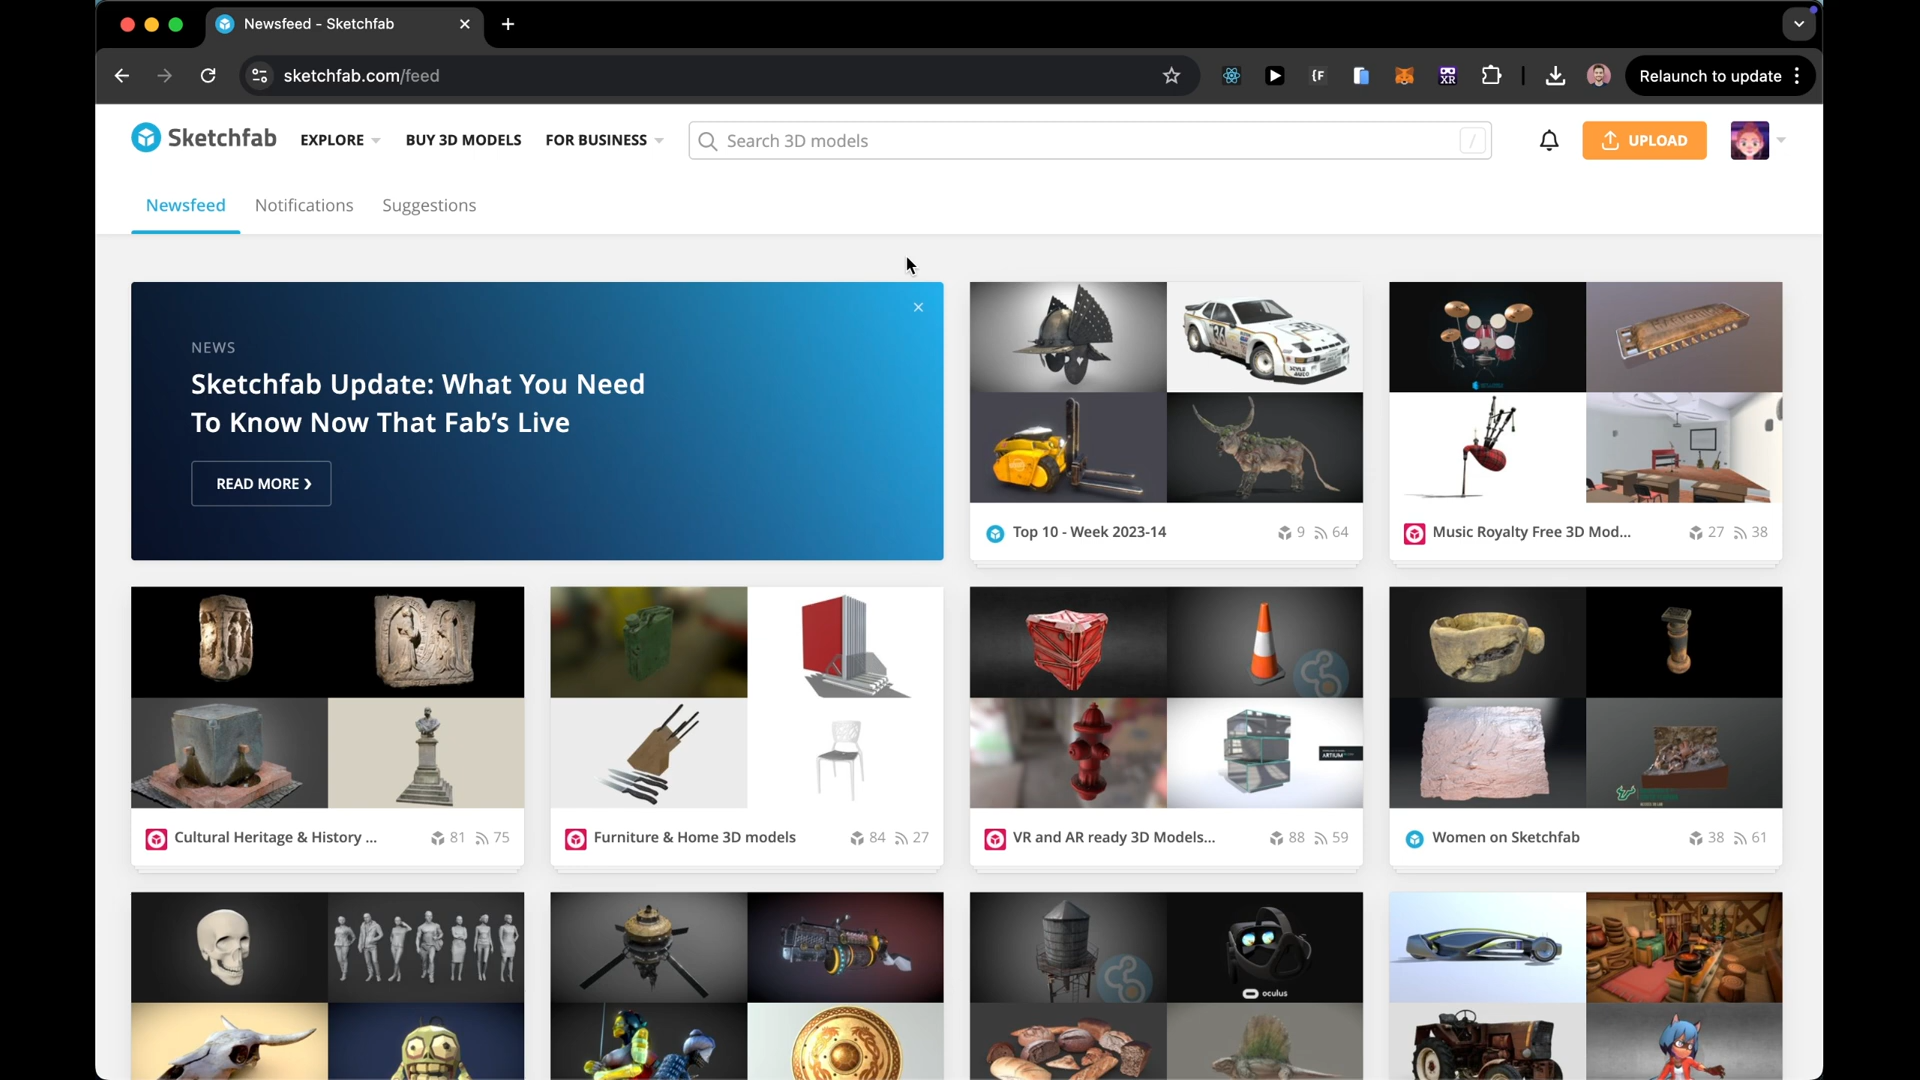 Newsfeed - Sketchfab
sketchfab.com/feed
{F
XR
Relaunch to update
Sketchfab
EXPLORE
BUY 3D MODELS
FOR BUSINESS
Search 3D models
/
UPLOAD
Newsfeed
Notifications
Suggestions
NEWS
Sketchfab Update: What You Need
To Know Now That Fab's Live
READ MORE ❯
Top 10 - Week 2023-14
9
64
Music Royalty Free 3D Mod...
27
38
Cultural Heritage & History ...
81
75
Furniture & Home 3D models
84
27
VR and AR ready 3D Models...
88
59
Women on Sketchfab
38
61
ARTIUM
oculus